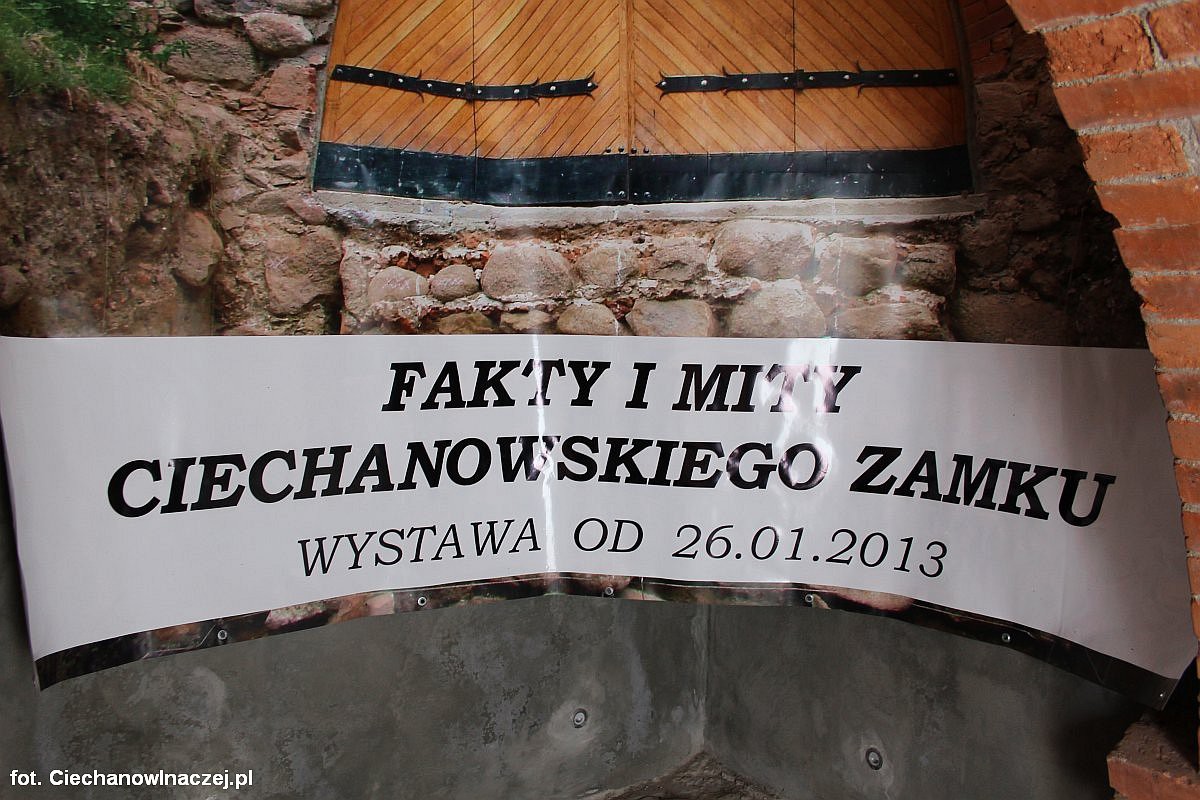 FAKTY I MITY
CIECHANOWSKIEGO ZAMKU
WYSTAWA OD 26.01.2013
fot. CiechanowInaczej.pl